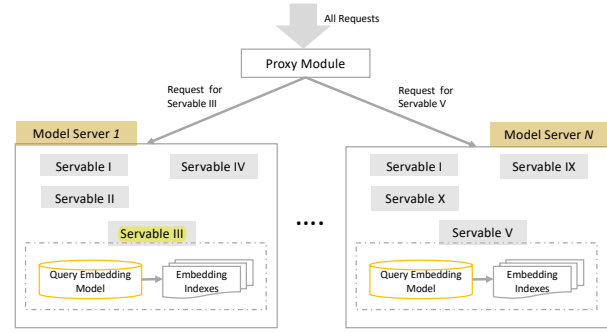 All Requests
Proxy Module
Request for
Servable III
Request for
Servable V
Model Server 1
Model Server N
Servable I
Servable IV
Servable II
Servable III
Query Embedding
Model
Embedding
Indexes
....
Servable I
Servable IX
Servable X
Servable V
Query Embedding
Model
Embedding
Indexes